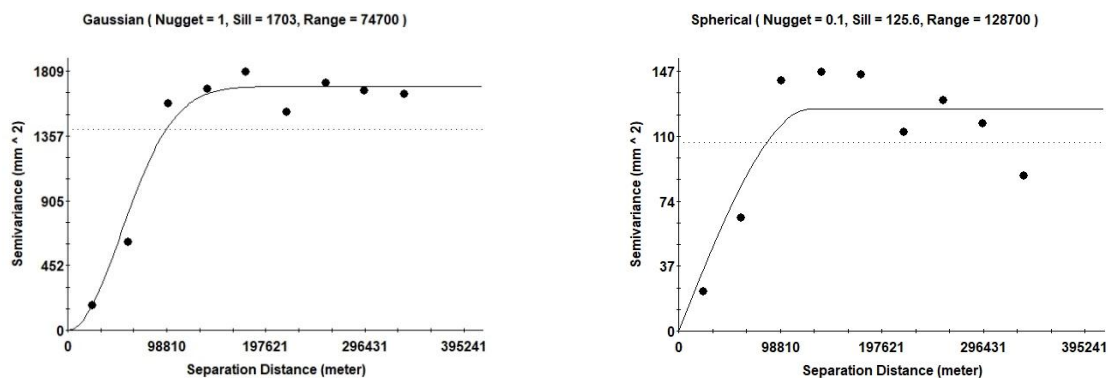 Gaussian ( Nugget = 1, Sill = 1703, Range = 74700 )
1809
1357
905
452
0
Semivariance (mm ^ 2)
0 98810 197621 296431 395241
Separation Distance (meter)
Spherical ( Nugget = 0.1, Sill = 125.6, Range = 128700 )
147
110
74
37
0
Semivariance (mm ^ 2)
0 98810 197621 296431 395241
Separation Distance (meter)